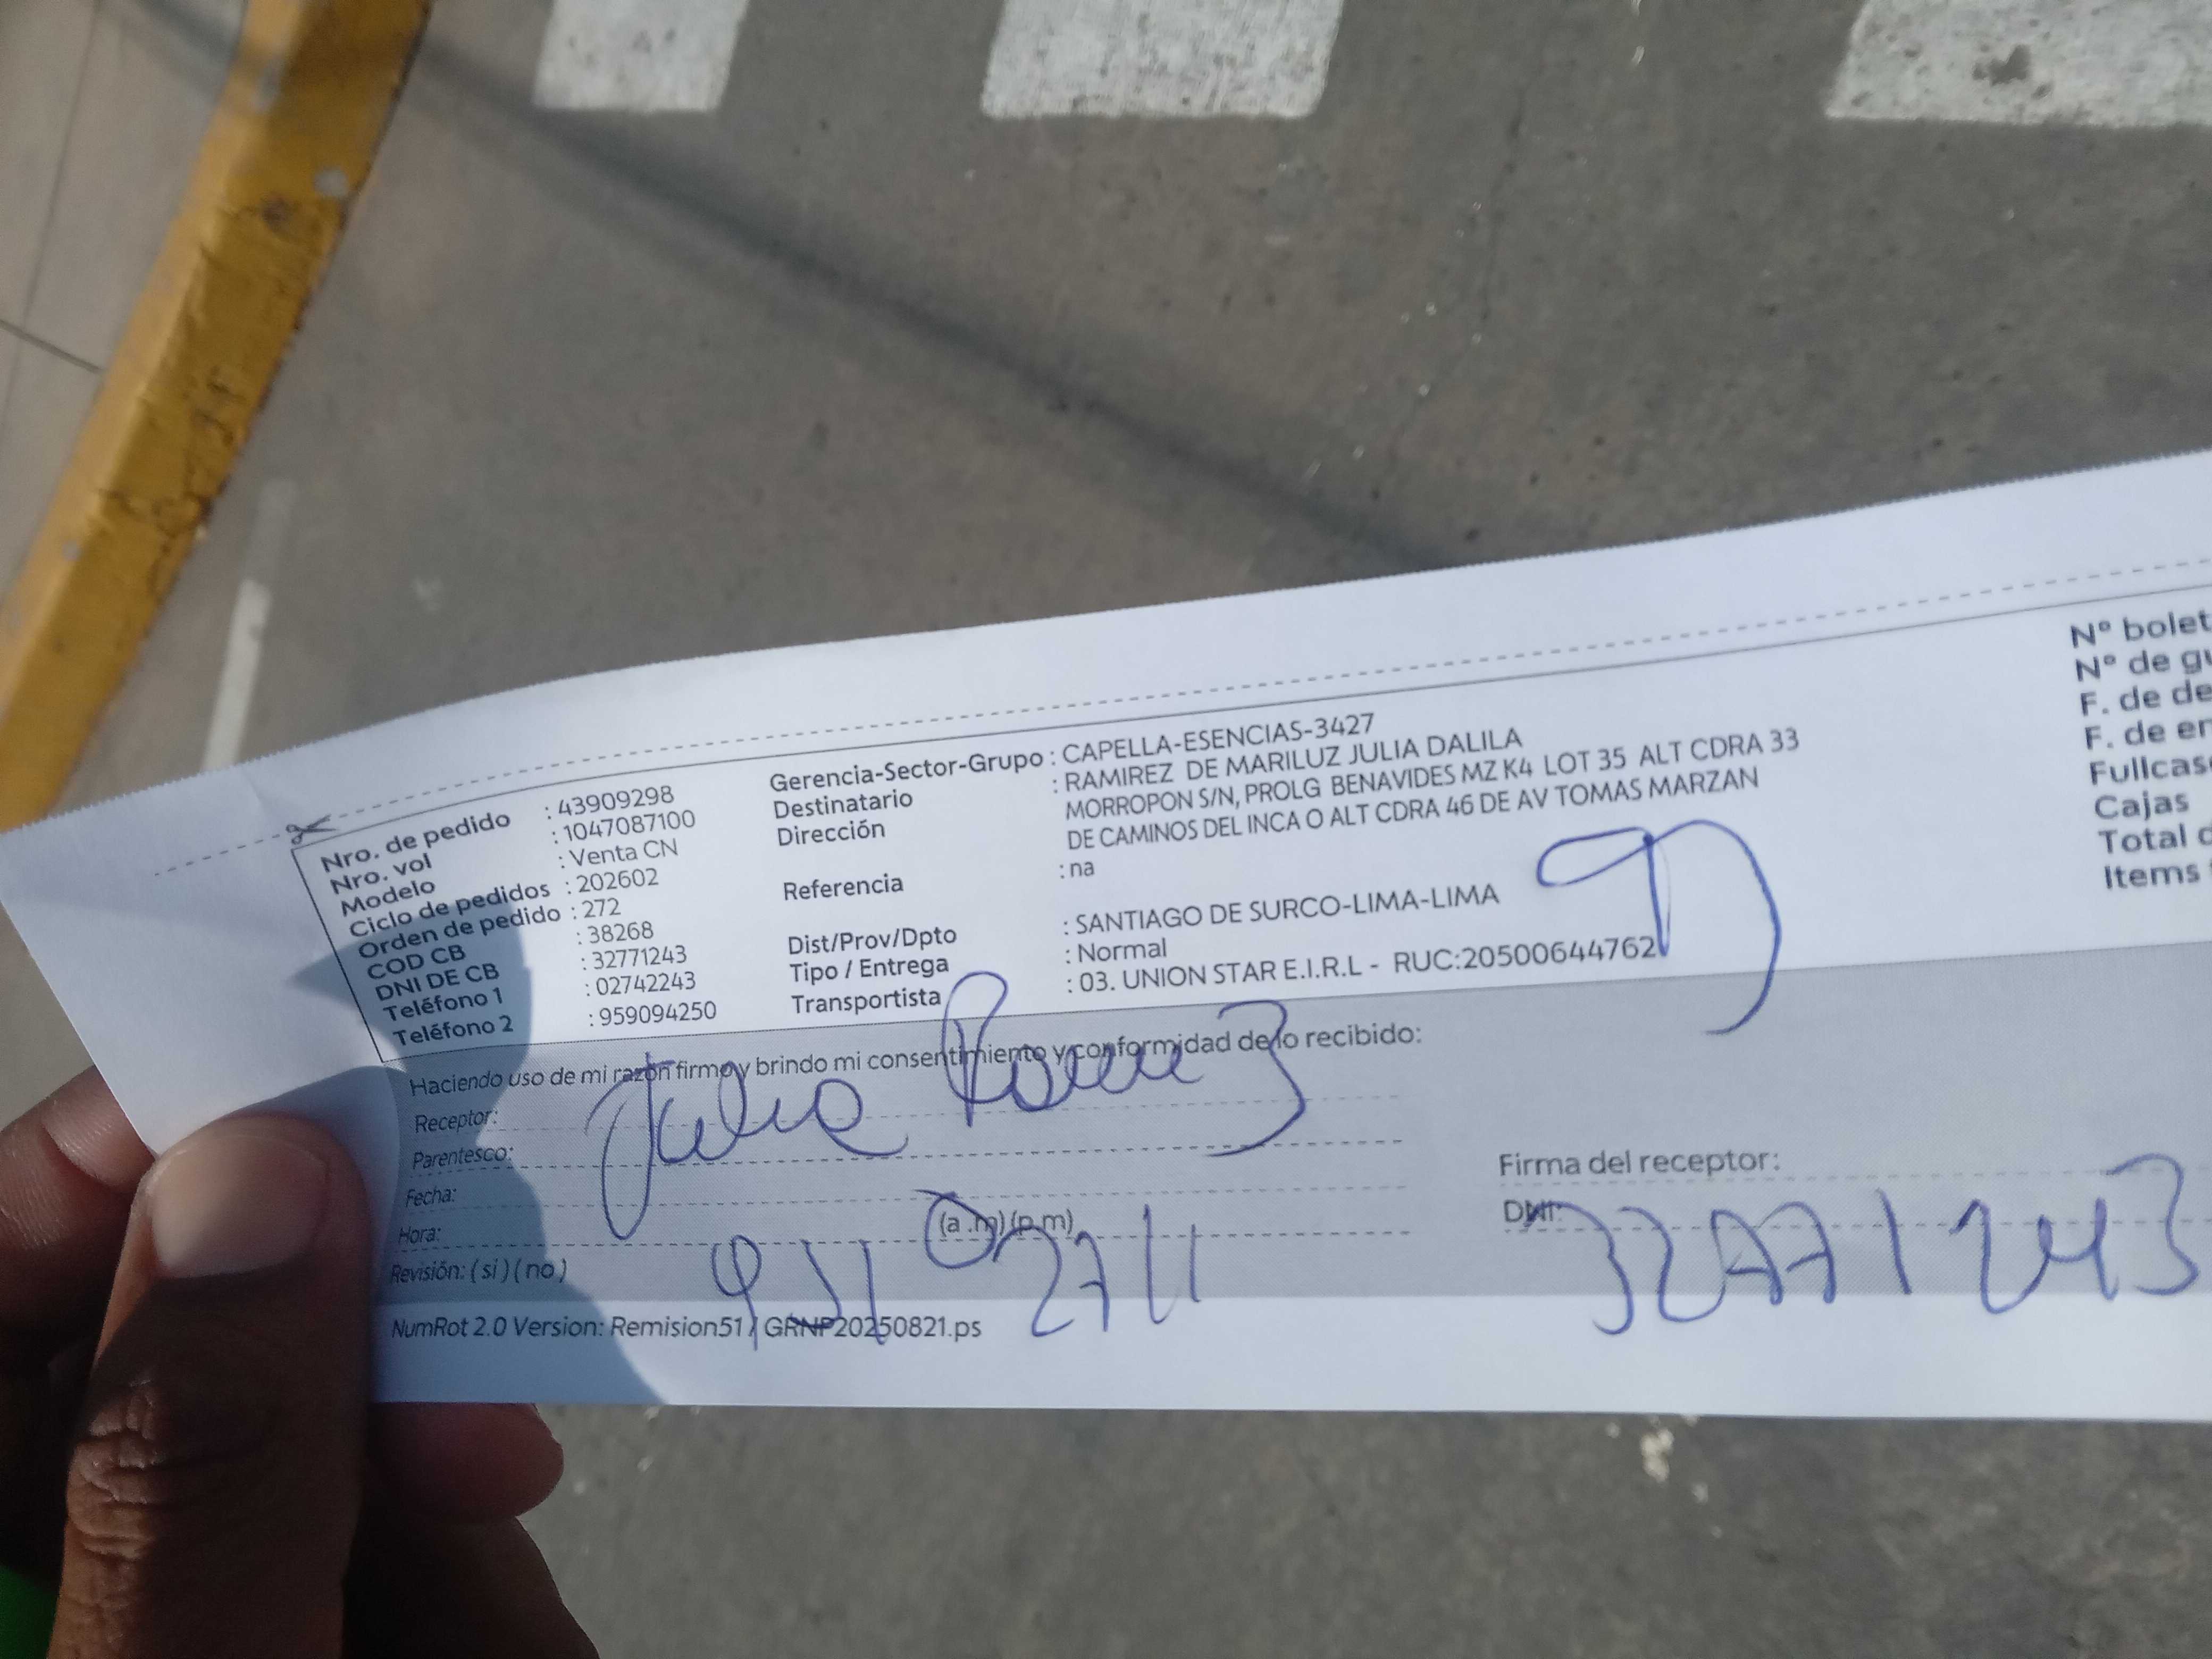 Nro. de pedido : 43909298
Nro. vol : 1047087100
Modelo : Venta CN
Ciclo de pedidos : 202602
Orden de pedido : 272
COD CB : 38268
DNI DE CB : 32771243
Teléfono 1 : 02742243
Teléfono 2 : 959094250
Gerencia-Sector-Grupo : CAPELLA-ESENCIAS-3427
Destinatario : RAMIREZ DE MARILUZ JULIA DALILA
Dirección MORROPON S/N, PROLG BENAVIDES MZ K4 LOT 35 ALT CDRA 33
DE CAMINOS DEL INCA O ALT CDRA 46 DE AV TOMAS MARZAN
Referencia : na
Dist/Prov/Dpto : SANTIAGO DE SURCO-LIMA-LIMA
Tipo / Entrega : Normal
Transportista : 03. UNION STAR E.I.R.L - RUC:20500644762
N° bolet
N° de gu
F. de de
F. de en
Fullcas
Cajas
Total d
Items
Haciendo uso de mi razón firmo y brindo mi consentimiento y conformidad de lo recibido:
Receptor: Julia Ramirez
Parentesco:
Fecha:
Hora: (a .m) (p.m)
Revisión: ( si ) ( no ) 27 11
Firma del receptor:
DNI: 32771243
NumRot 2.0 Version: Remision51 / GRNP20250821.ps